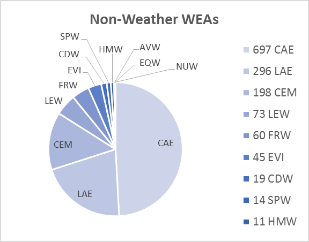 Non-Weather WEAs
SPW
HMW
AVW
CDW
EQW
EVI
NUW
FRW
LEW
CEM
CAE
LAE
697 CAE
296 LAE
198 CEM
73 LEW
60 FRW
45 EVI
19 CDW
14 SPW
11 HMW